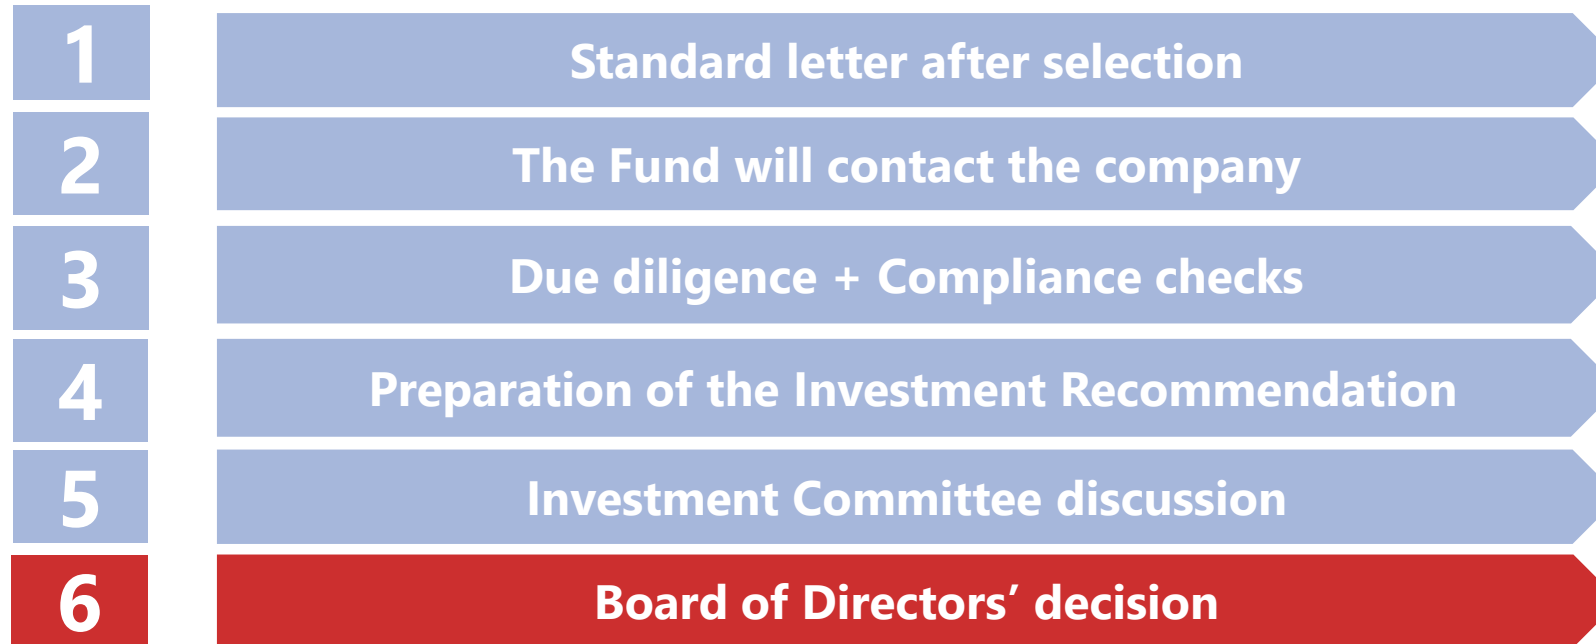 1
Standard letter after selection
2
The Fund will contact the company
3
Due diligence + Compliance checks
4
Preparation of the Investment Recommendation
5
Investment Committee discussion
6
Board of Directors’ decision